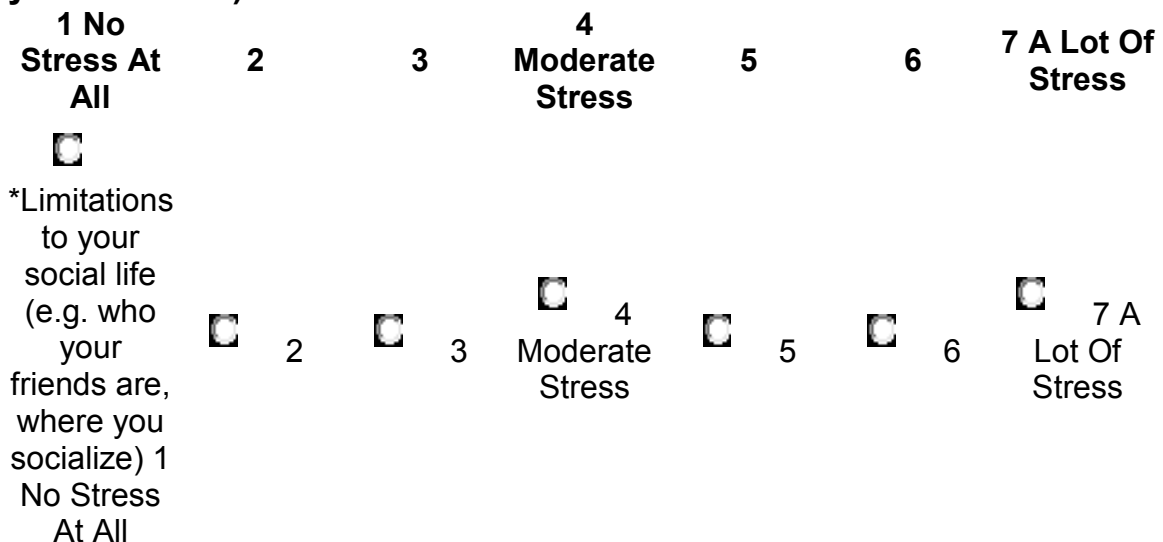 1 No
Stress At
All
2
3
4
Moderate
Stress
5
6
7 A Lot Of
Stress
*Limitations
to your
social life
(e.g. who
your
friends are,
where you
socialize) 1
No Stress
At All
2
3
4
Moderate
Stress
5
6
7 A
Lot Of
Stress